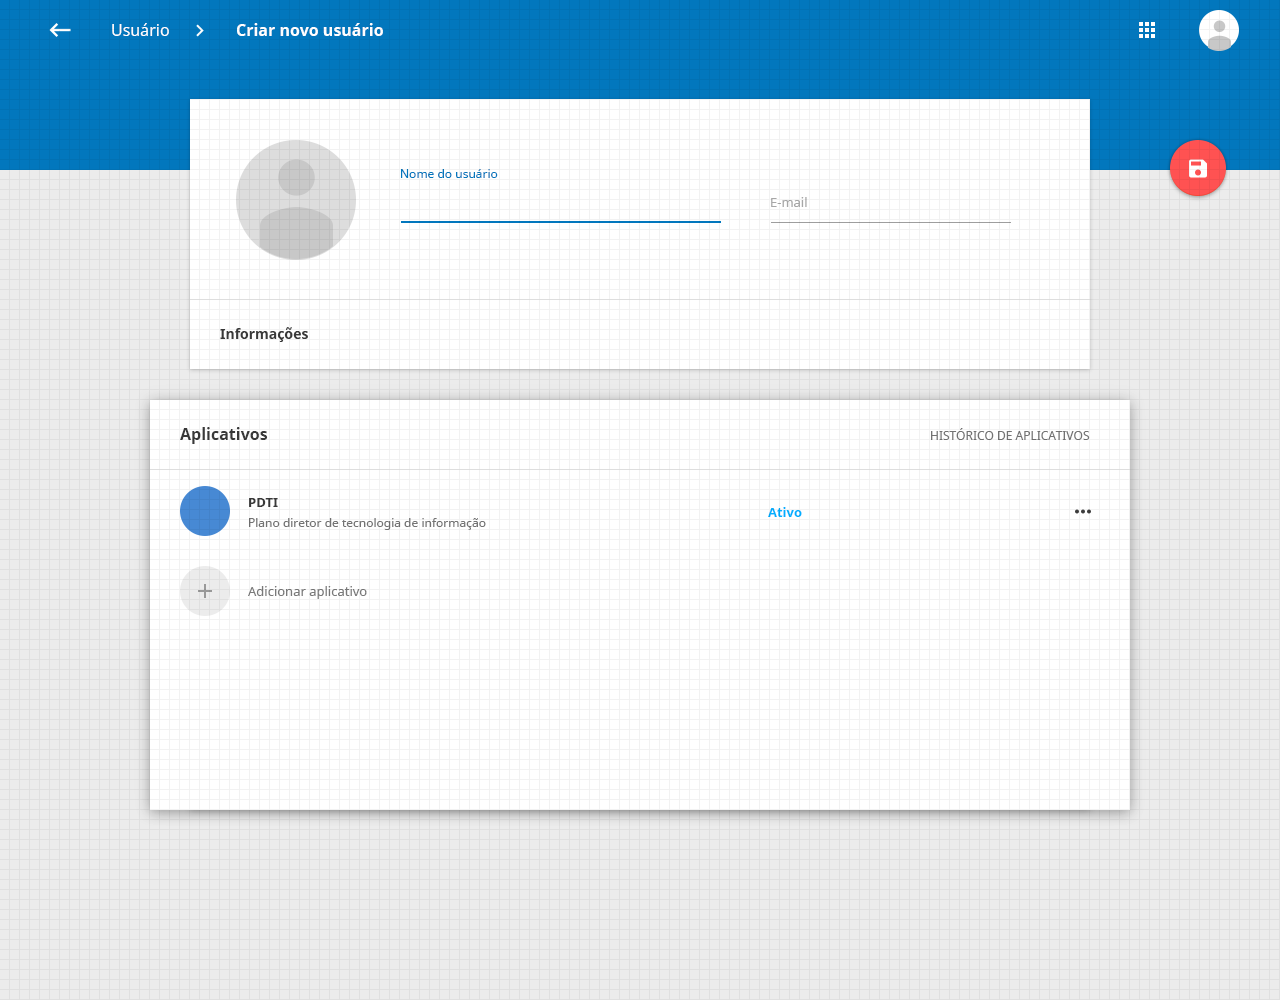 Usuário
Criar novo usuário
Nome do usuário
E-mail
Informações
Aplicativos
HISTÓRICO DE APLICATIVOS
PDTI
Plano diretor de tecnologia de informação
Ativo
Adicionar aplicativo